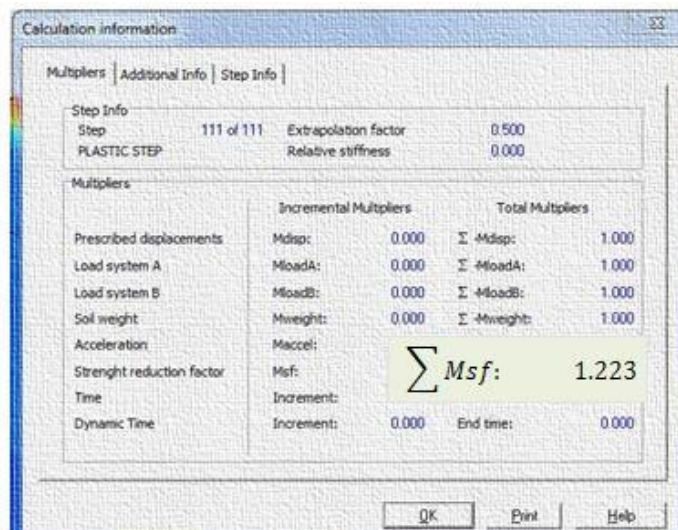 Calculation information
Multipliers Additional Info Step Info
Step Info
Step 111 of 111 Extrapolation factor 0.500
PLASTIC STEP Relative stiffness 0.000
Multipliers
Incremental Multipliers Total Multipliers
Prescribed displacements Mdisp: 0.000 Σ -Mdisp: 1.000
Load system A MloadA: 0.000 Σ -MloadA: 1.000
Load system B MloadB: 0.000 Σ -MloadB: 1.000
Soil weight Mweight: 0.000 Σ -Mweight: 1.000
Acceleration Maccel:
Strenght reduction factor Msf: ∑ Msf: 1.223
Time Increment:
Dynamic Time Increment: 0.000 End time: 0.000
OK Print Help